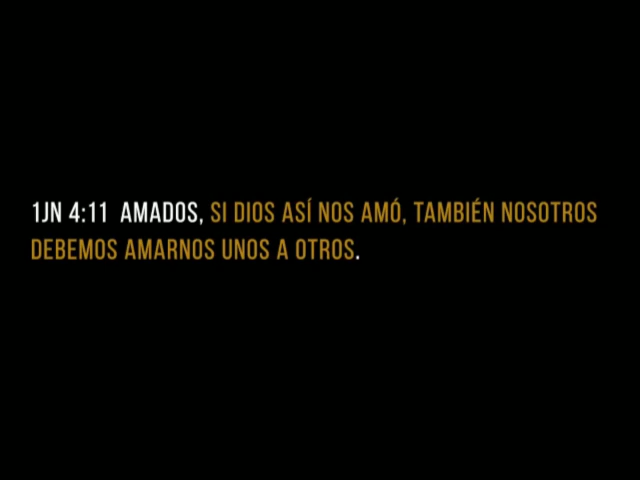 1JN 4:11 AMADOS, SI DIOS ASÍ NOS AMÓ, TAMBIÉN NOSOTROS
DEBEMOS AMARNOS UNOS A OTROS.